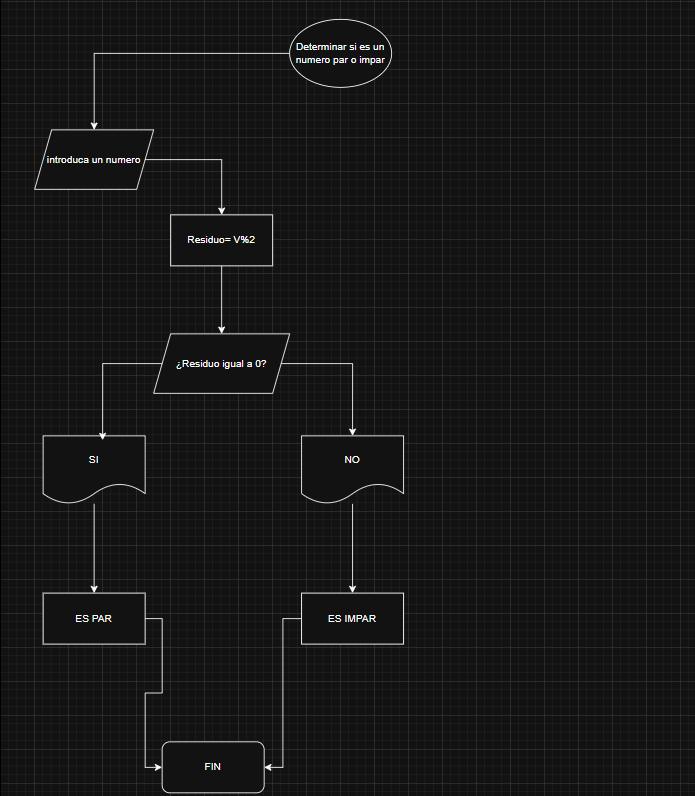 Determinar si es un
numero par o impar
introduca un numero
Residuo= V%2
¿Residuo igual a 0?
SI
NO
ES PAR
ES IMPAR
FIN